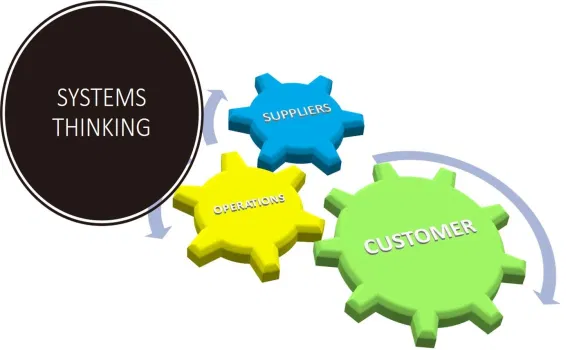 SYSTEMS
THINKING
SUPPLIERS
OPERATIONS
CUSTOMER